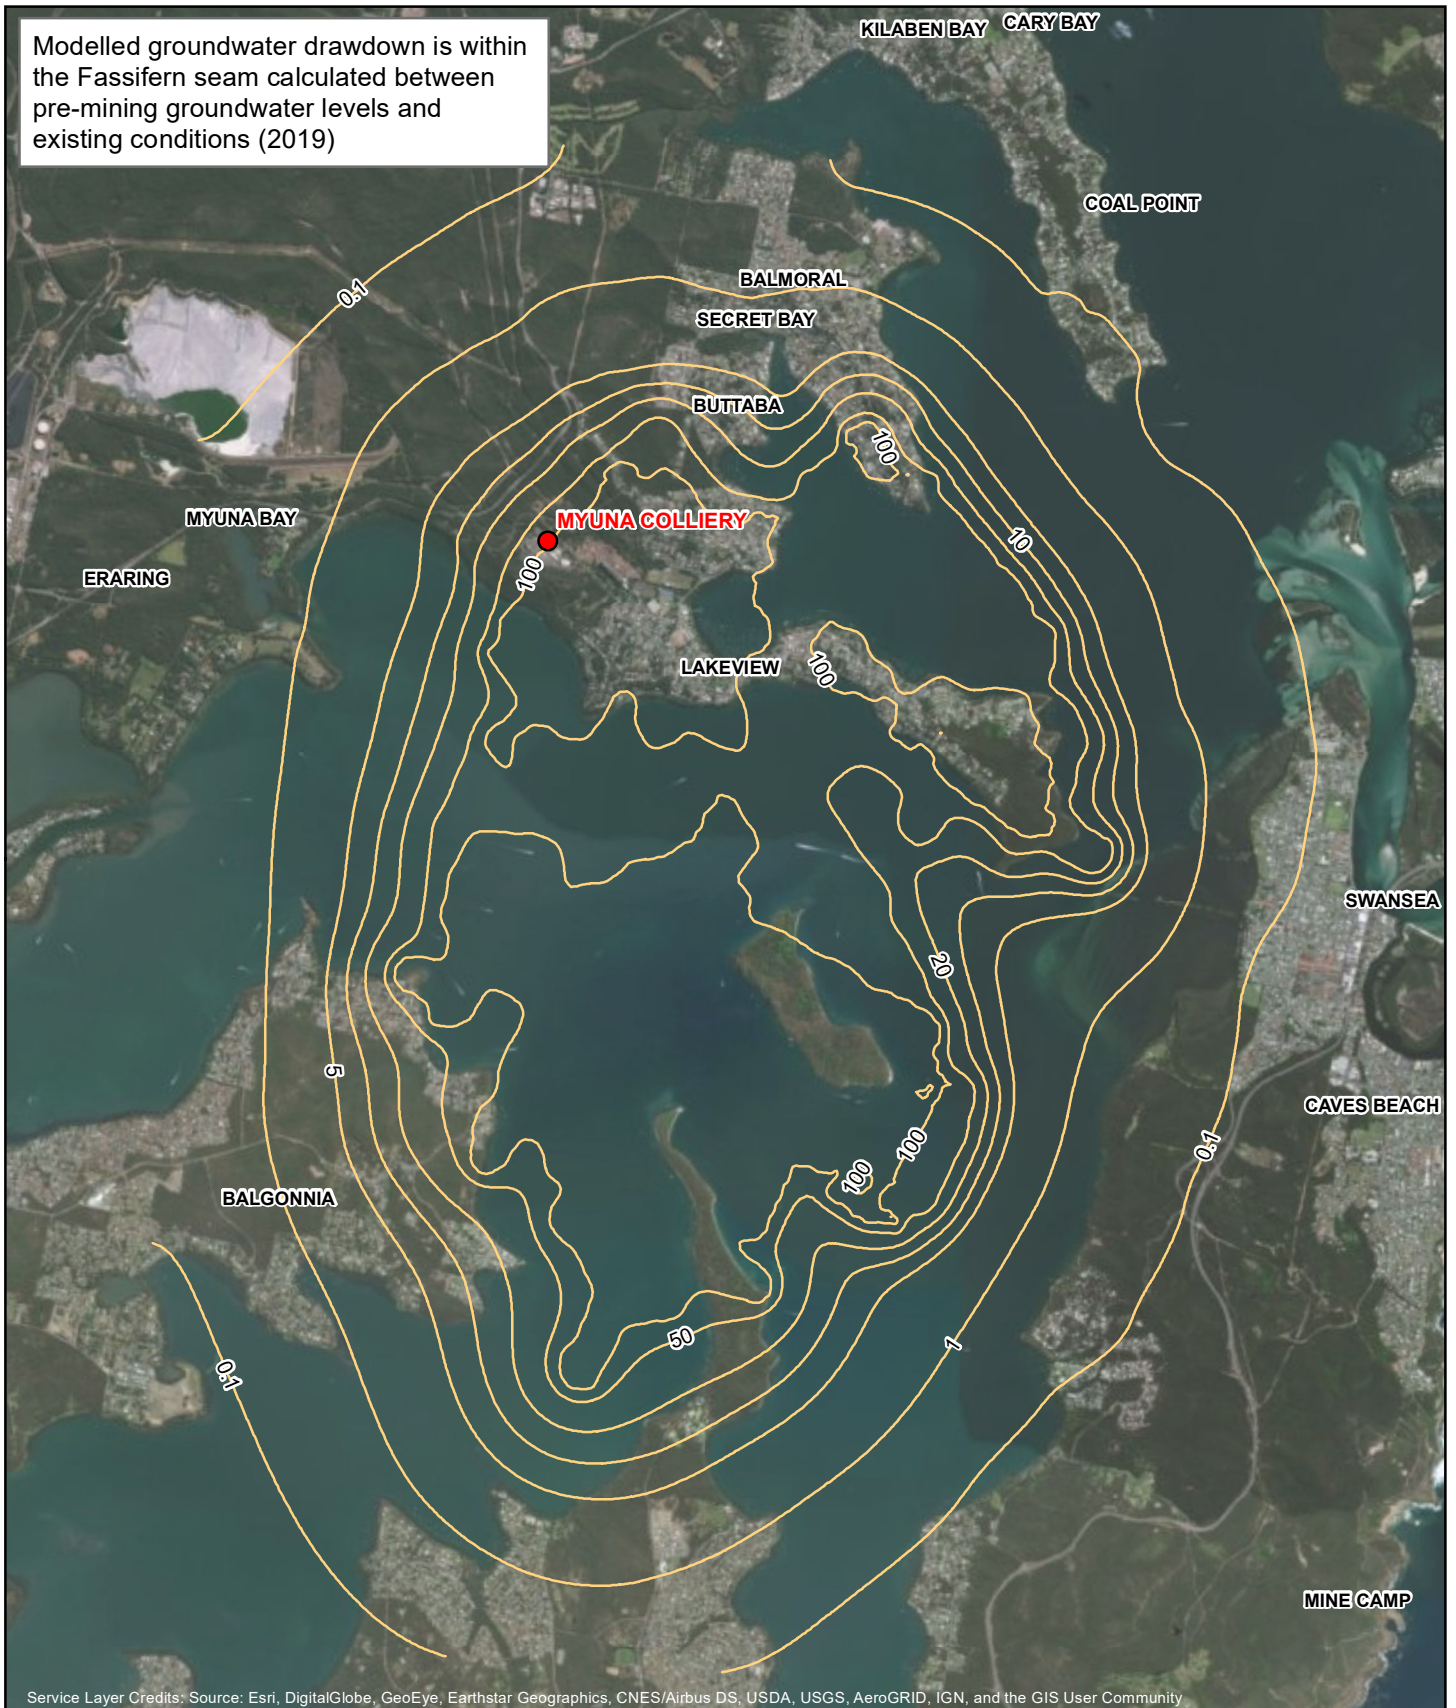 Modelled groundwater drawdown is within
the Fassifern seam calculated between
pre-mining groundwater levels and
existing conditions (2019)
KILABEN BAY
CARY BAY
COAL POINT
BALMORAL
0.1
SECRET BAY
BUTTABA
100
MYUNA BAY
MYUNA COLLIERY
10
100
ERARING
LAKEVIEW
100
SWANSEA
20
5
CAVES BEACH
100
0.1
100
BALGONNIA
50
1
0.1
MINE CAMP
Service Layer Credits: Source: Esri, DigitalGlobe, GeoEye, Earthstar Geographics, CNES/Airbus DS, USDA, USGS, AeroGRID, IGN, and the GIS User Community